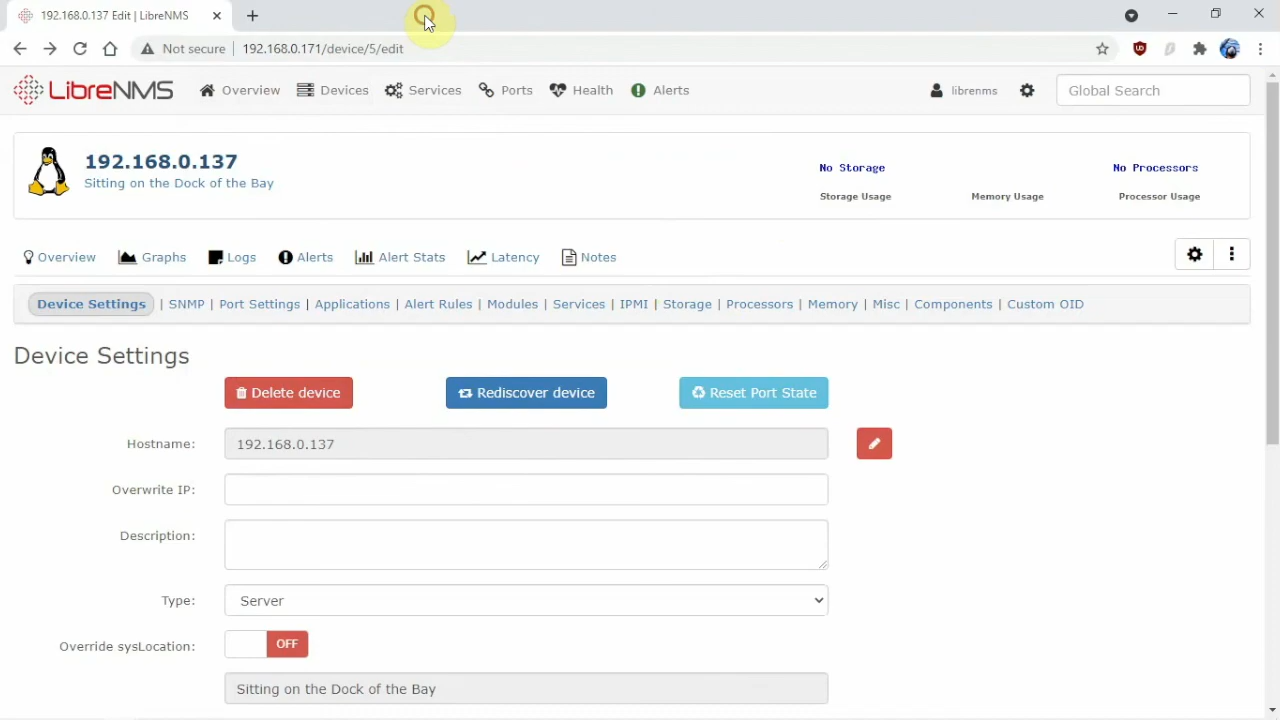 192.168.0.137 Edit | LibreNMS
Not secure
192.168.0.171/device/5/edit
LibreNMS
Overview
Devices
Services
Ports
Health
Alerts
librenms
Global Search
192.168.0.137
Sitting on the Dock of the Bay
No Storage
No Processors
Storage Usage
Memory Usage
Processor Usage
Overview
Graphs
Logs
Alerts
Alert Stats
Latency
Notes
Device Settings | SNMP | Port Settings | Applications | Alert Rules | Modules | Services | IPMI | Storage | Processors | Memory | Misc | Components | Custom OID
Device Settings
Delete device
Rediscover device
Reset Port State
Hostname:
192.168.0.137
Overwrite IP:
Description:
Type:
Server
Override sysLocation:
OFF
Sitting on the Dock of the Bay